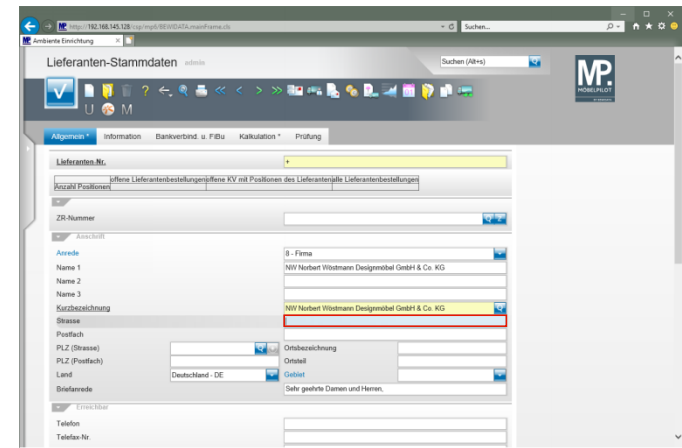 http://192.168.145.128/csp/mp8/BEWIDATA.mainFrame.cls
Suchen...
Ambiente Einrichtung
Lieferanten-Stammdaten admin
Suchen (Alt+s)
MP.
MÖBELPILOT
U M
Allgemein * Information Bankverbind. u. FiBu Kalkulation * Prüfung
Lieferanten-Nr. +
offene Lieferantenbestellungen offene KV mit Positionen des Lieferanten alle Lieferantenbestellungen
Anzahl Positionen
ZR-Nummer
Anschrift
Anrede 8 - Firma
Name 1 NW Norbert Wöstmann Designmöbel GmbH & Co. KG
Name 2
Name 3
Kurzbezeichnung NW Norbert Wöstmann Designmöbel GmbH & Co. KG
Strasse
Postfach
PLZ (Strasse) Ortsbezeichnung
PLZ (Postfach) Ortsteil
Land Deutschland - DE Gebiet
Briefanrede Sehr geehrte Damen und Herren,
Erreichbar
Telefon
Telefax-Nr.